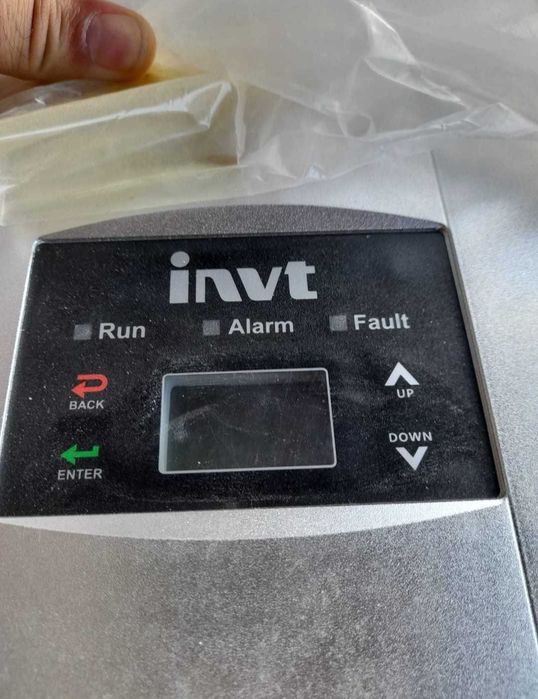 invt
Run Alarm Fault
BACK
UP
ENTER
DOWN